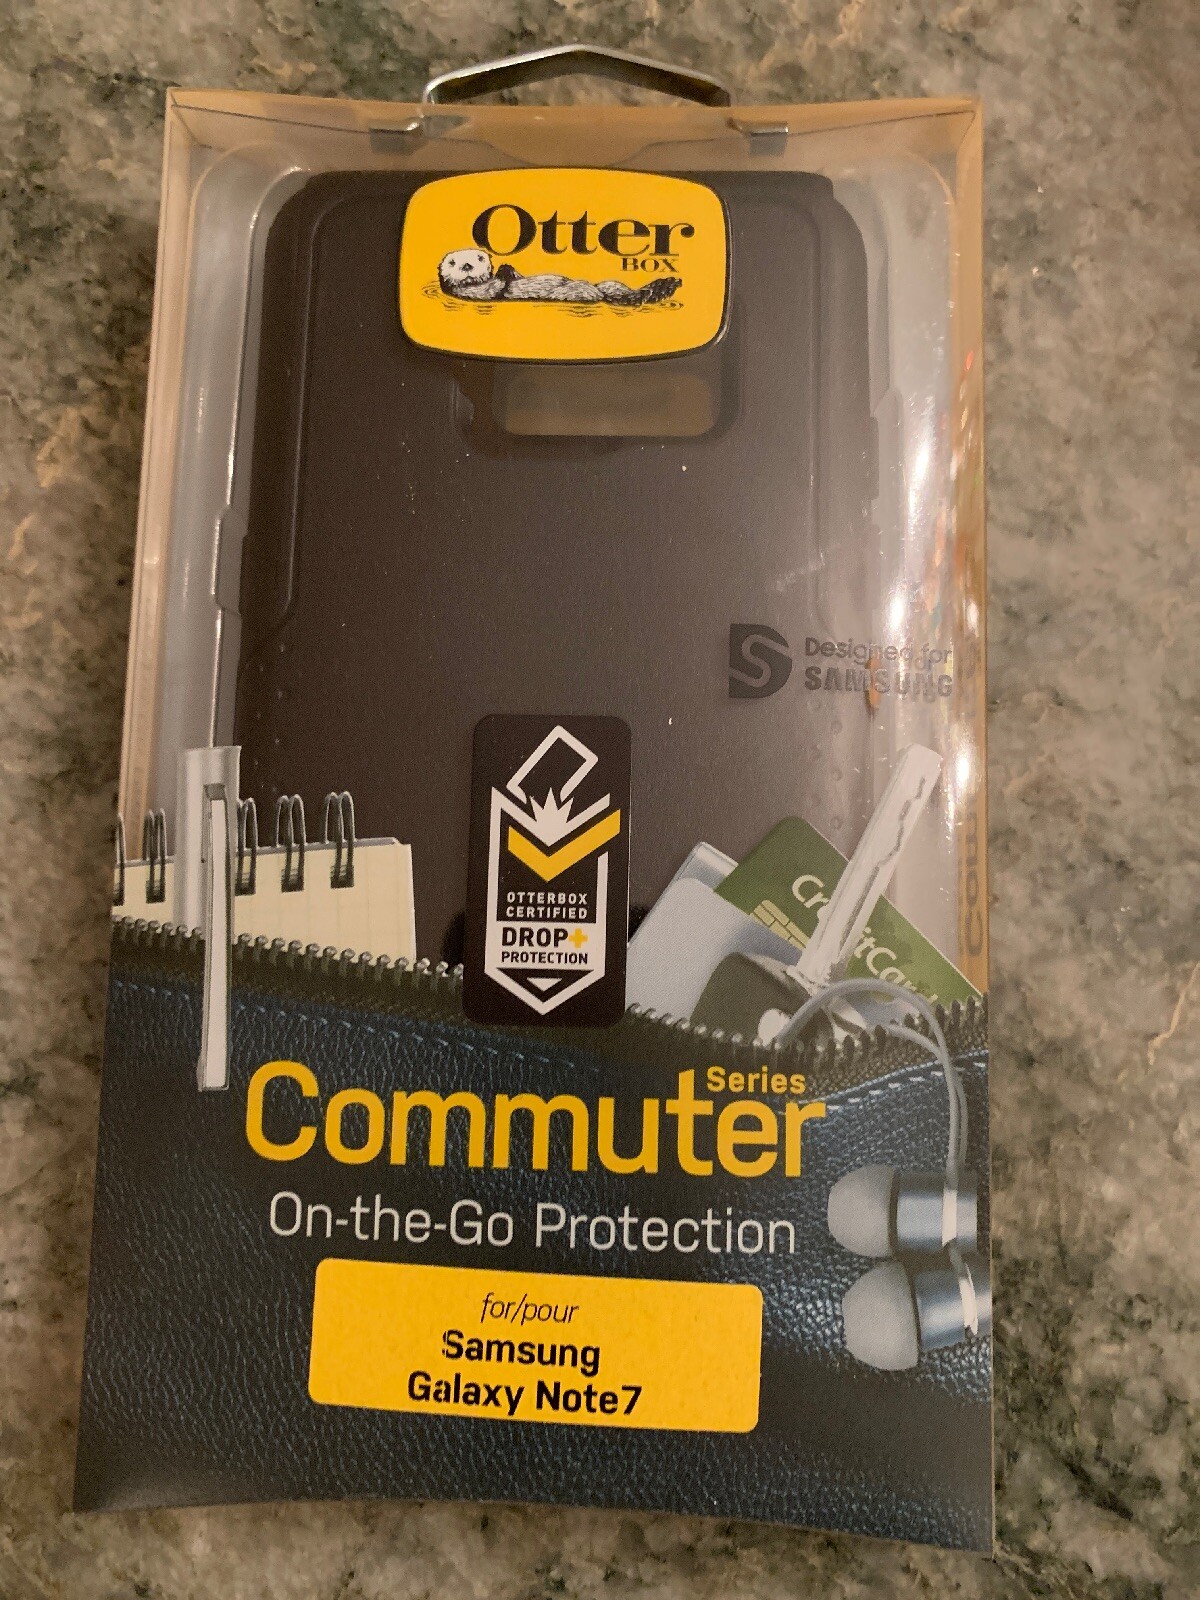 Otter
BOX
Designed for
SAMSUNG
OTTERBOX
CERTIFIED
DROP+
PROTECTION
Series
Commuter
On-the-Go Protection
for/pour
Samsung
Galaxy Note7